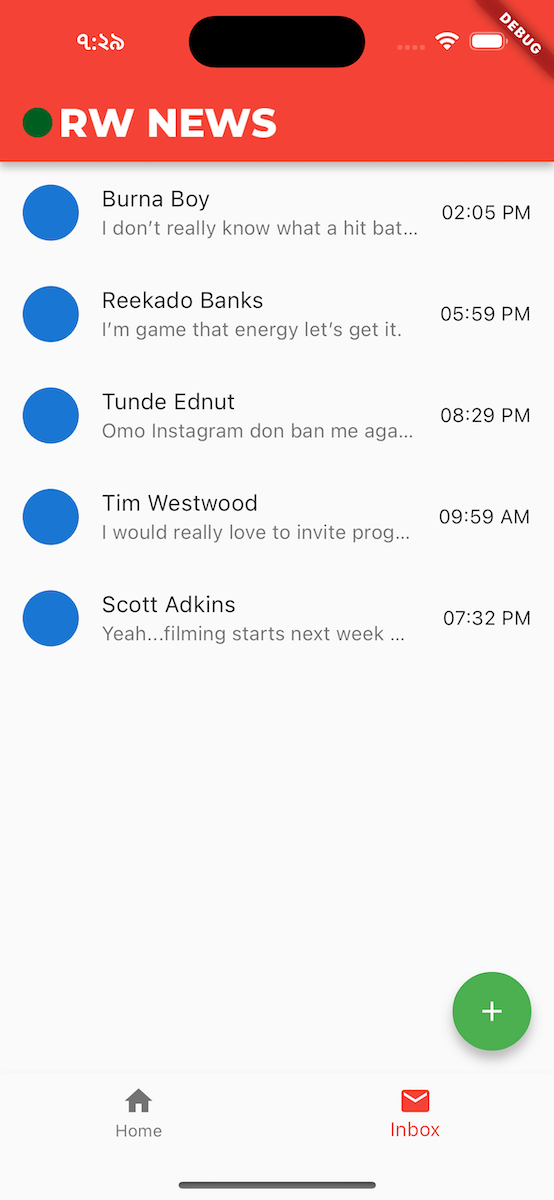 ৭:২৯
DEBUG
RW NEWS
Burna Boy
I don’t really know what a hit bat...
02:05 PM
Reekado Banks
I’m game that energy let’s get it.
05:59 PM
Tunde Ednut
Omo Instagram don ban me aga...
08:29 PM
Tim Westwood
I would really love to invite prog...
09:59 AM
Scott Adkins
Yeah...filming starts next week ...
07:32 PM
Home
Inbox